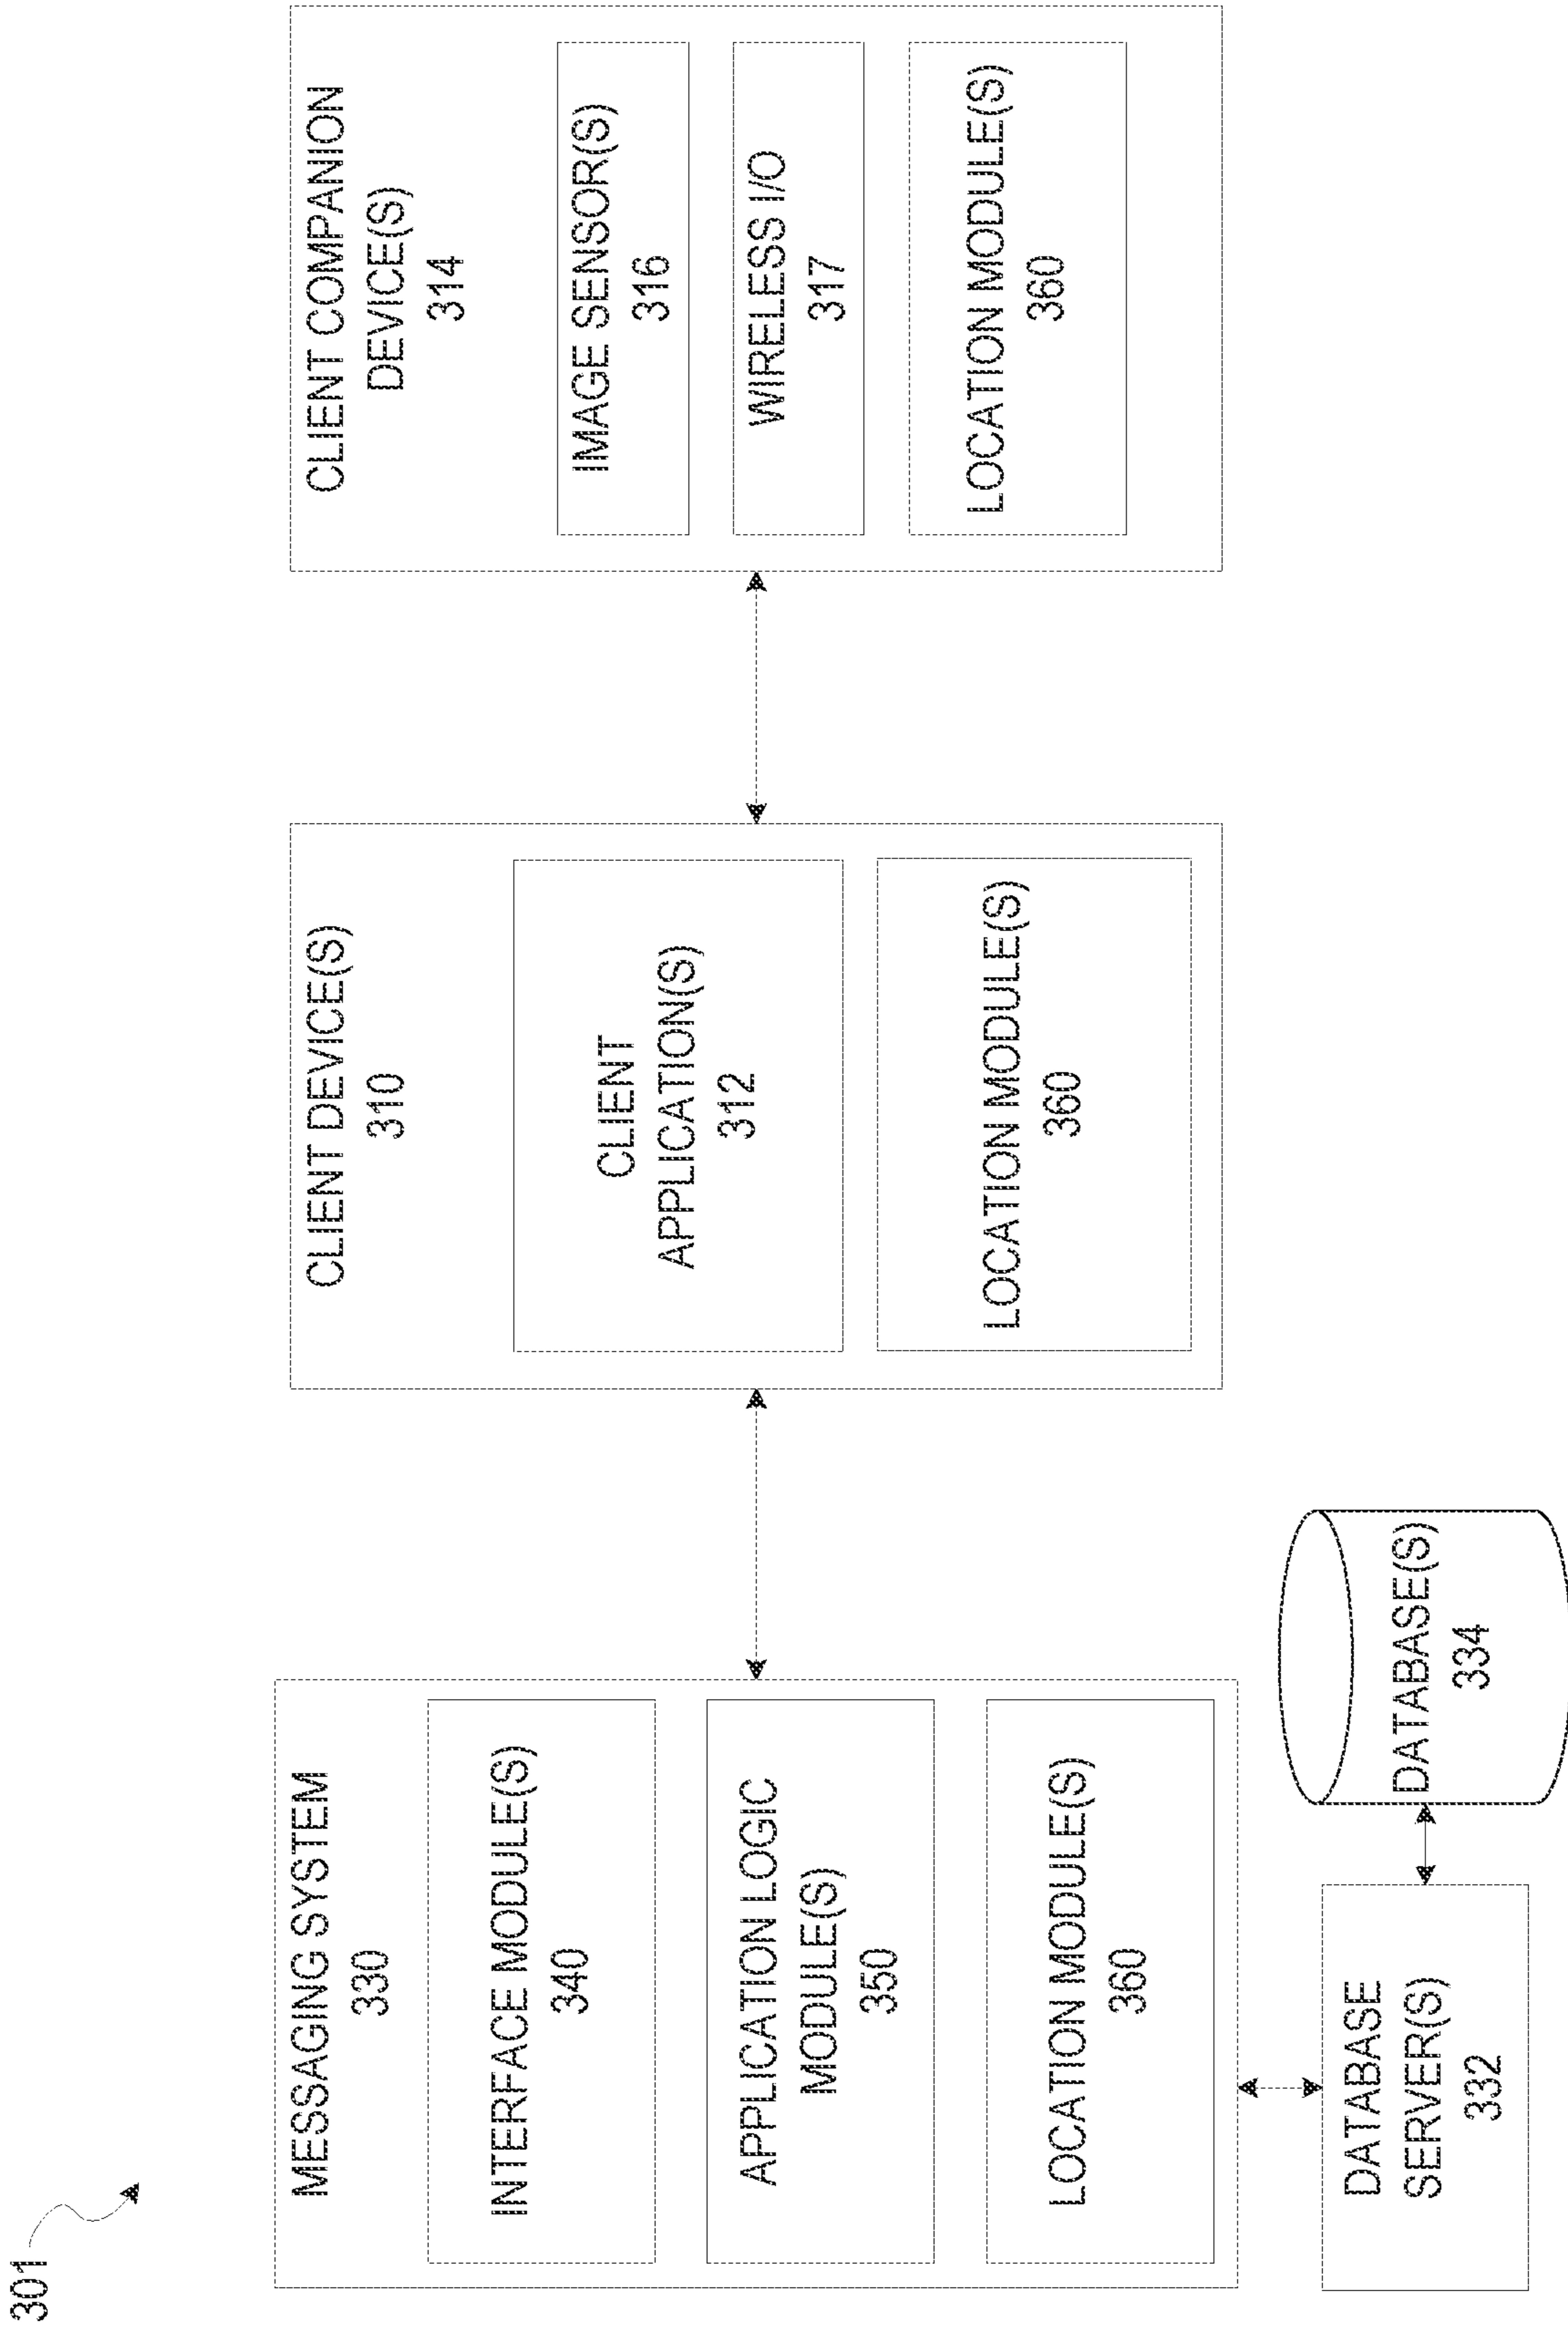 301
MESSAGING SYSTEM
330
INTERFACE MODULE(S)
340
APPLICATION LOGIC
MODULE(S)
350
LOCATION MODULE(S)
360
DATABASE
SERVER(S)
332
DATABASE(S)
334
CLIENT DEVICE(S)
310
CLIENT
APPLICATION(S)
312
LOCATION MODULE(S)
360
CLIENT COMPANION
DEVICE(S)
314
IMAGE SENSOR(S)
316
WIRELESS I/O
317
LOCATION MODULE(S)
360